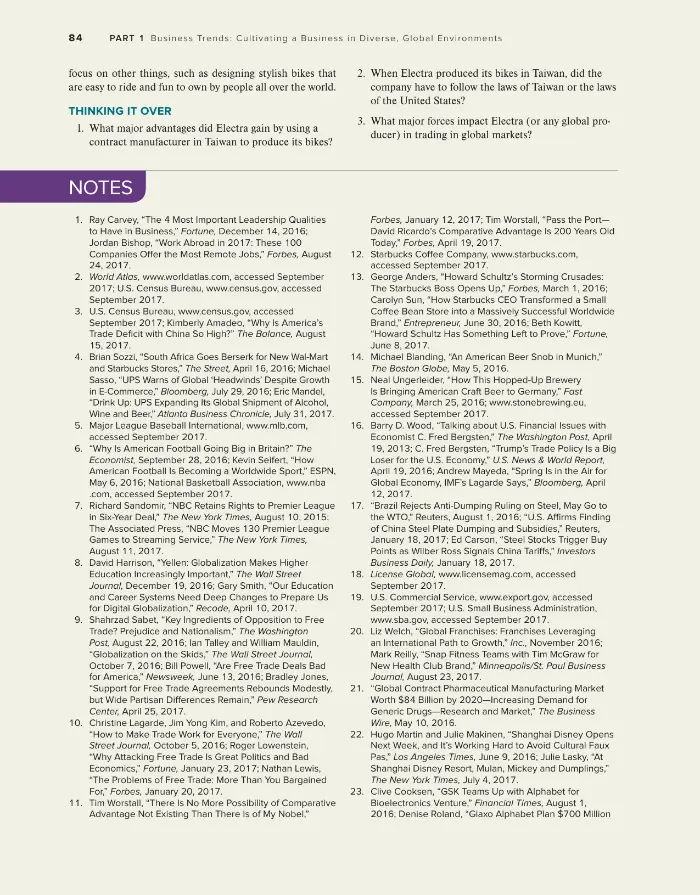 84 PART 1 Business Trends: Cultivating a Business in Diverse, Global Environments
focus on other things, such as designing stylish bikes that
are easy to ride and fun to own by people all over the world.
THINKING IT OVER
1. What major advantages did Electra gain by using a
contract manufacturer in Taiwan to produce its bikes?
2. When Electra produced its bikes in Taiwan, did the
company have to follow the laws of Taiwan or the laws
of the United States?
3. What major forces impact Electra (or any global pro-
ducer) in trading in global markets?
NOTES
1. Ray Carvey, “The 4 Most Important Leadership Qualities
to Have in Business,” Fortune, December 14, 2016;
Jordan Bishop, “Work Abroad in 2017: These 100
Companies Offer the Most Remote Jobs,” Forbes, August
24, 2017.
2. World Atlas, www.worldatlas.com, accessed September
2017; U.S. Census Bureau, www.census.gov, accessed
September 2017.
3. U.S. Census Bureau, www.census.gov, accessed
September 2017; Kimberly Amadeo, “Why Is America’s
Trade Deficit with China So High?” The Balance, August
15, 2017.
4. Brian Sozzi, “South Africa Goes Berserk for New Wal-Mart
and Starbucks Stores,” The Street, April 16, 2016; Michael
Sasso, “UPS Warns of Global ‘Headwinds’ Despite Growth
in E-Commerce,” Bloomberg, July 29, 2016; Eric Mandel,
“Drink Up: UPS Expanding Its Global Shipment of Alcohol,
Wine and Beer,” Atlanta Business Chronicle, July 31, 2017.
5. Major League Baseball International, www.mlb.com,
accessed September 2017.
6. “Why Is American Football Going Big in Britain?” The
Economist, September 28, 2016; Kevin Seifert, “How
American Football Is Becoming a Worldwide Sport,” ESPN,
May 6, 2016; National Basketball Association, www.nba
.com, accessed September 2017.
7. Richard Sandomir, “NBC Retains Rights to Premier League
in Six-Year Deal,” The New York Times, August 10, 2015;
The Associated Press, “NBC Moves 130 Premier League
Games to Streaming Service,” The New York Times,
August 11, 2017.
8. David Harrison, “Yellen: Globalization Makes Higher
Education Increasingly Important,” The Wall Street
Journal, December 19, 2016; Gary Smith, “Our Education
and Career Systems Need Deep Changes to Prepare Us
for Digital Globalization,” Recode, April 10, 2017.
9. Shahrzad Sabet, “Key Ingredients of Opposition to Free
Trade? Prejudice and Nationalism,” The Washington
Post, August 22, 2016; Ian Talley and William Mauldin,
“Globalization on the Skids,” The Wall Street Journal,
October 7, 2016; Bill Powell, “Are Free Trade Deals Bad
for America,” Newsweek, June 13, 2016; Bradley Jones,
“Support for Free Trade Agreements Rebounds Modestly,
but Wide Partisan Differences Remain,” Pew Research
Center, April 25, 2017.
10. Christine Lagarde, Jim Yong Kim, and Roberto Azevedo,
“How to Make Trade Work for Everyone,” The Wall
Street Journal, October 5, 2016; Roger Lowenstein,
“Why Attacking Free Trade Is Great Politics and Bad
Economics,” Fortune, January 23, 2017; Nathan Lewis,
“The Problems of Free Trade: More Than You Bargained
For,” Forbes, January 20, 2017.
11. Tim Worstall, “There Is No More Possibility of Comparative
Advantage Not Existing Than There Is of My Nobel,”
Forbes, January 12, 2017; Tim Worstall, “Pass the Port—
David Ricardo’s Comparative Advantage Is 200 Years Old
Today,” Forbes, April 19, 2017.
12. Starbucks Coffee Company, www.starbucks.com,
accessed September 2017.
13. George Anders, “Howard Schultz’s Storming Crusades:
The Starbucks Boss Opens Up,” Forbes, March 1, 2016;
Carolyn Sun, “How Starbucks CEO Transformed a Small
Coffee Bean Store into a Massively Successful Worldwide
Brand,” Entrepreneur, June 30, 2016; Beth Kowitt,
“Howard Schultz Has Something Left to Prove,” Fortune,
June 8, 2017.
14. Michael Blanding, “An American Beer Snob in Munich,”
The Boston Globe, May 5, 2016.
15. Neal Ungerleider, “How This Hopped-Up Brewery
Is Bringing American Craft Beer to Germany,” Fast
Company, March 25, 2016; www.stonebrewing.eu,
accessed September 2017.
16. Barry D. Wood, “Talking about U.S. Financial Issues with
Economist C. Fred Bergsten,” The Washington Post, April
19, 2013; C. Fred Bergsten, “Trump’s Trade Policy Is a Big
Loser for the U.S. Economy,” U.S. News & World Report,
April 19, 2016; Andrew Mayeda, “Spring Is in the Air for
Global Economy, IMF’s Lagarde Says,” Bloomberg, April
12, 2017.
17. “Brazil Rejects Anti-Dumping Ruling on Steel, May Go to
the WTO,” Reuters, August 1, 2016; “U.S. Affirms Finding
of China Steel Plate Dumping and Subsidies,” Reuters,
January 18, 2017; Ed Carson, “Steel Stocks Trigger Buy
Points as Wilber Ross Signals China Tariffs,” Investors
Business Daily, January 18, 2017.
18. License Global, www.licensemag.com, accessed
September 2017.
19. U.S. Commercial Service, www.export.gov, accessed
September 2017; U.S. Small Business Administration,
www.sba.gov, accessed September 2017.
20. Liz Welch, “Global Franchises: Franchises Leveraging
an International Path to Growth,” Inc., November 2016;
Mark Reilly, “Snap Fitness Teams with Tim McGraw for
New Health Club Brand,” Minneapolis/St. Paul Business
Journal, August 23, 2017.
21. “Global Contract Pharmaceutical Manufacturing Market
Worth $84 Billion by 2020—Increasing Demand for
Generic Drugs—Research and Market,” The Business
Wire, May 10, 2016.
22. Hugo Martin and Julie Makinen, “Shanghai Disney Opens
Next Week, and It’s Working Hard to Avoid Cultural Faux
Pas,” Los Angeles Times, June 9, 2016; Julie Lasky, “At
Shanghai Disney Resort, Mulan, Mickey and Dumplings,”
The New York Times, July 4, 2017.
23. Clive Cooksen, “GSK Teams Up with Alphabet for
Bioelectronics Venture,” Financial Times, August 1,
2016; Denise Roland, “Glaxo Alphabet Plan $700 Million